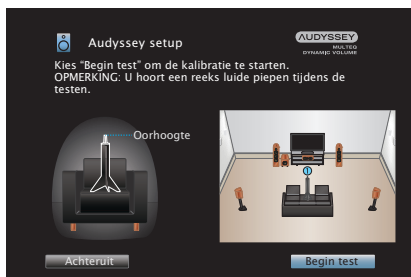 Audyssey setup
AUDYSSEY
MULTEQ
DYNAMIC VOLUME
Kies "Begin test" om de kalibratie te starten.
OPMERKING: U hoort een reeks luide piepen tijdens de
testen.
Oorhoogte
1
Achteruit
Begin test